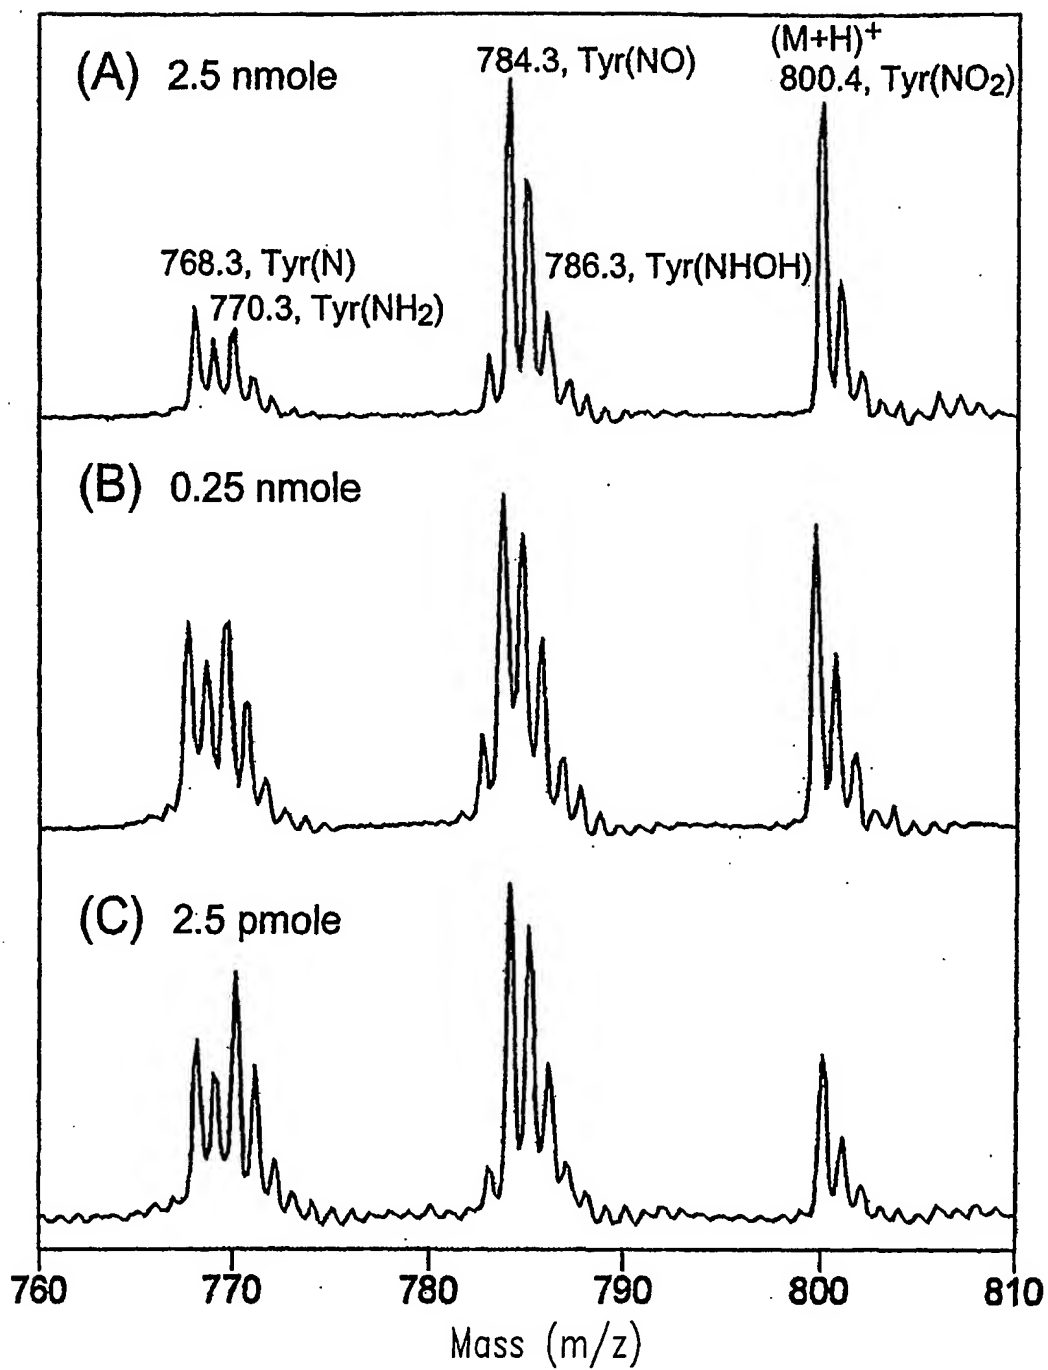 (A) 2.5 nmole
784.3, Tyr(NO)
(M+H)+
800.4, Tyr(NO2)
768.3, Tyr(N)
770.3, Tyr(NH2)
786.3, Tyr(NHOH)
(B) 0.25 nmole
(C) 2.5 pmole
760 770 780 790 800 810
Mass (m/z)